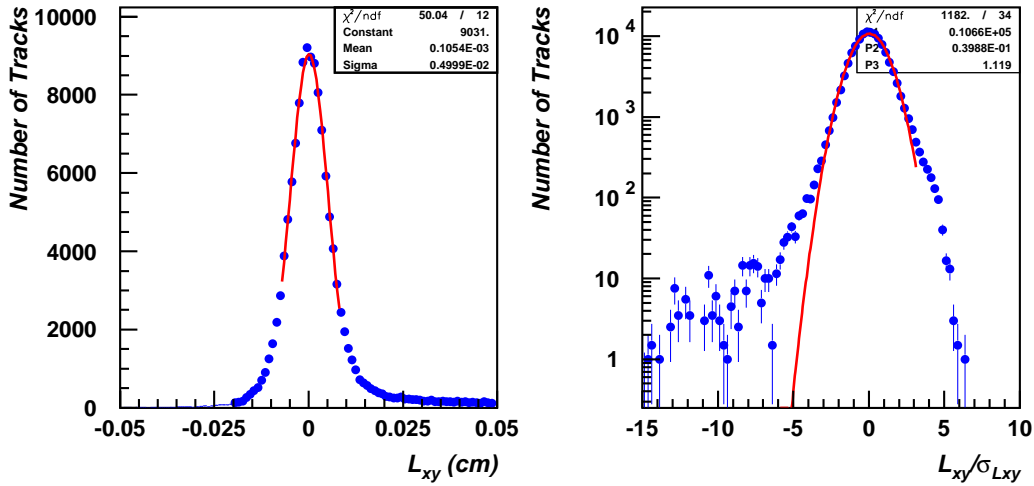 χ²/ndf 50.04 / 12
Constant 9031.
Mean 0.1054E-03
Sigma 0.4999E-02
Number of Tracks
10000
8000
6000
4000
2000
0
-0.05 -0.025 0 0.025 0.05
L_xy (cm)
χ²/ndf 1182. / 34
0.1066E+05
P2 0.3988E-01
P3 1.119
Number of Tracks
10⁴
10³
10²
10
1
-15 -10 -5 0 5 10
L_xy/σ_Lxy